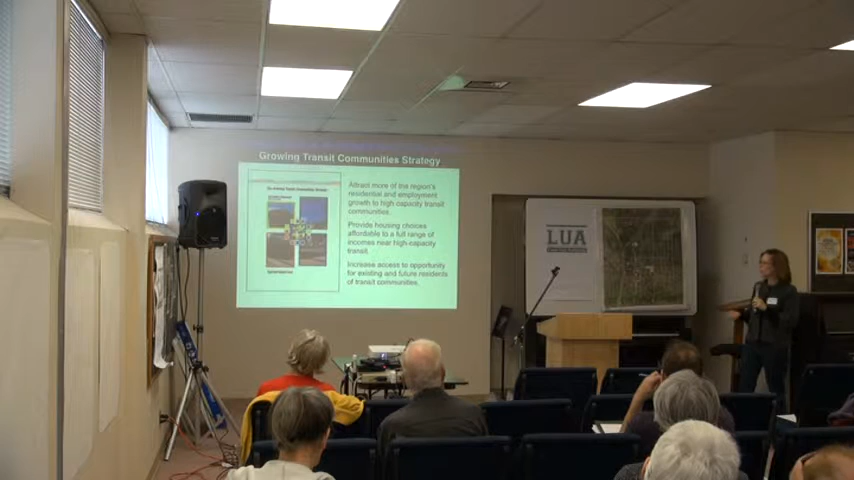 Growing Transit Communities Strategy
Attract more of the region's
residential and employment
growth to high capacity transit
communities.
Provide housing choices
affordable to a full range of
incomes near high-capacity
transit.
Increase access to opportunity
for existing and future residents
of transit communities.
LUA